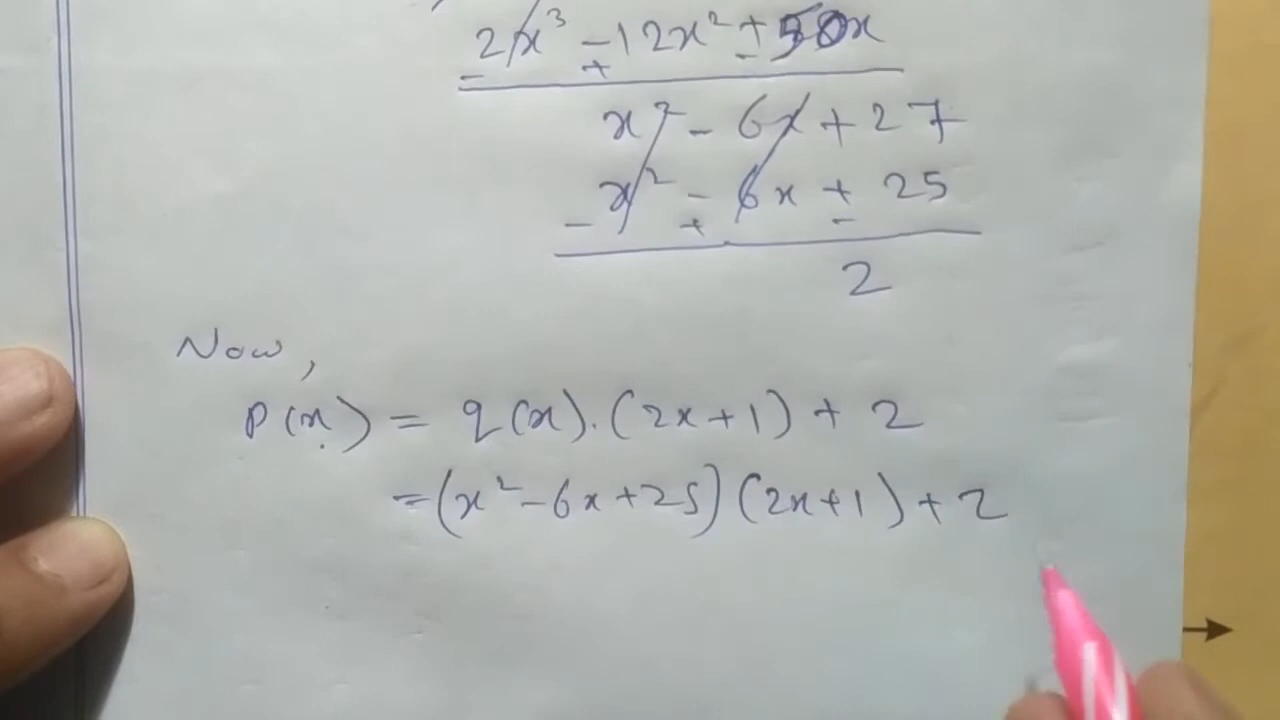 2x³ - 12x² + 50x
- + -
x² - 6x + 27
x² - 6x + 25
- + -
2
Now,
p(x) = q(x).(2x+1) + 2
=(x²-6x+25)(2x+1)+2